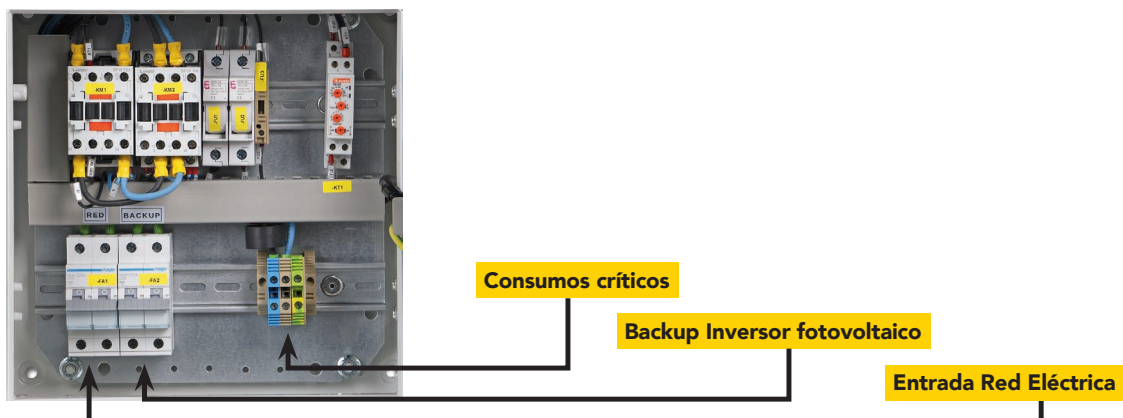 -KM1
-KM2
-FU1
-FU2
-FU3
-KT1
RED
BACKUP
-FA1
-FA2
Consumos críticos
Backup Inversor fotovoltaico
Entrada Red Eléctrica